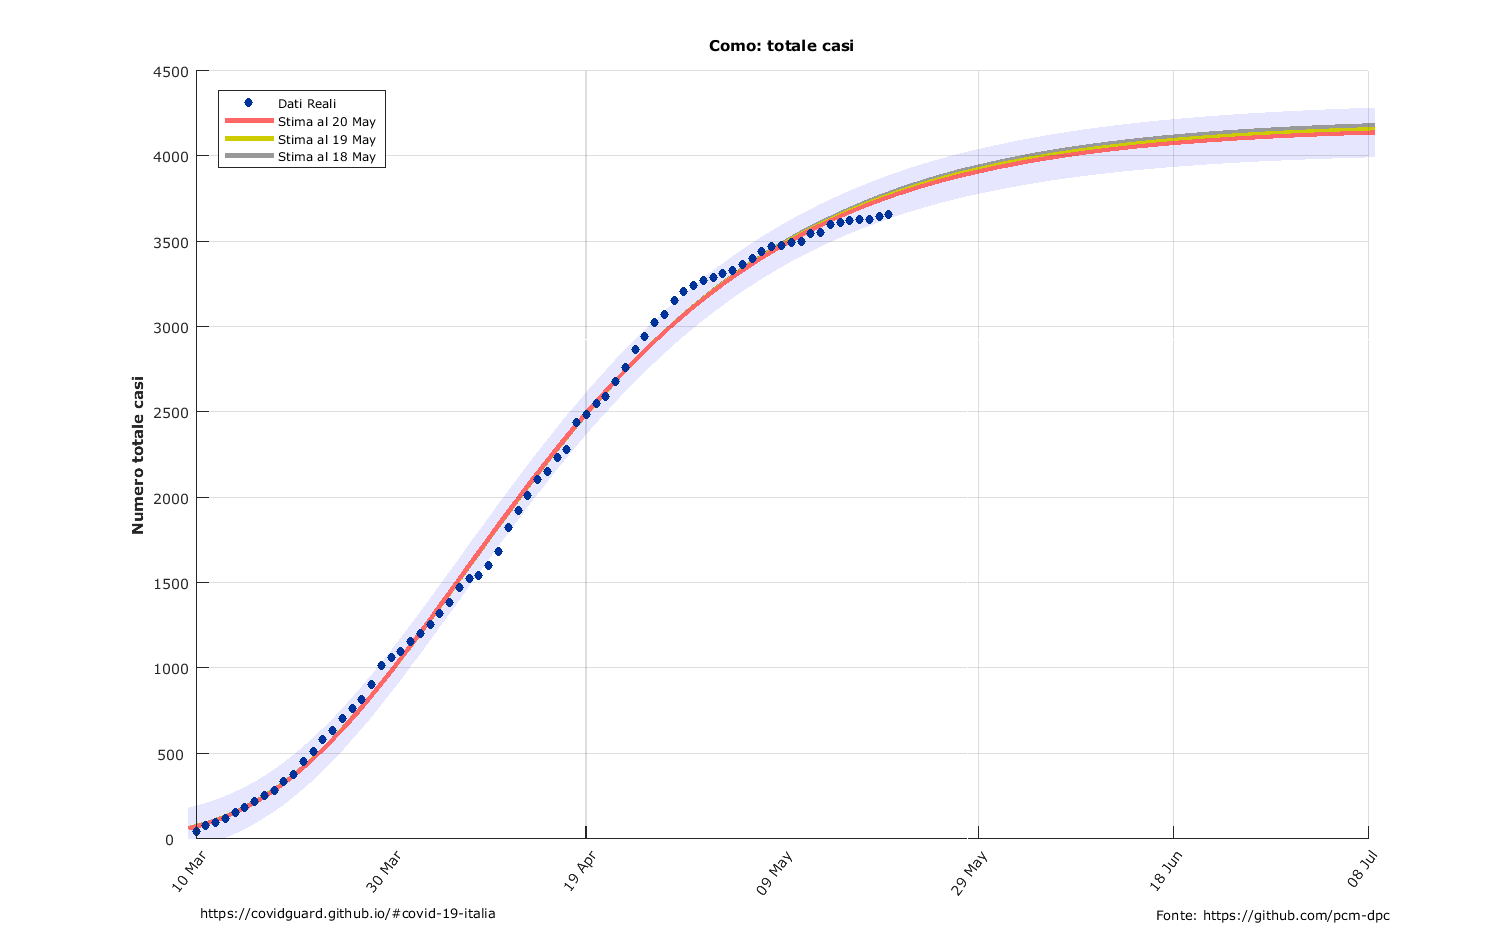 Como: totale casi
4500
4000
3500
3000
2500
2000
1500
1000
500
0
Numero totale casi
Dati Reali
Stima al 20 May
Stima al 19 May
Stima al 18 May
10 Mar
30 Mar
19 Apr
09 May
29 May
18 Jun
08 Jul
https://covidguard.github.io/#covid-19-italia
Fonte: https://github.com/pcm-dpc